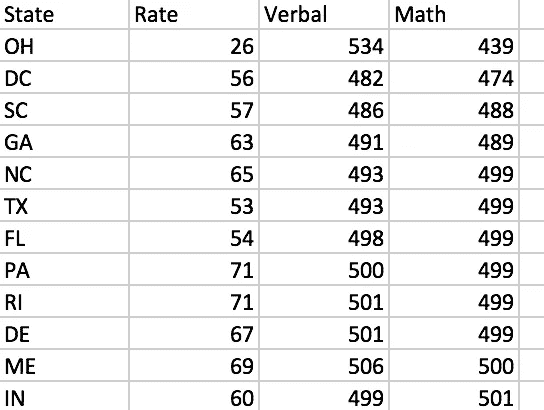 State Rate Verbal Math
OH 26 534 439
DC 56 482 474
SC 57 486 488
GA 63 491 489
NC 65 493 499
TX 53 493 499
FL 54 498 499
PA 71 500 499
RI 71 501 499
DE 67 501 499
ME 69 506 500
IN 60 499 501